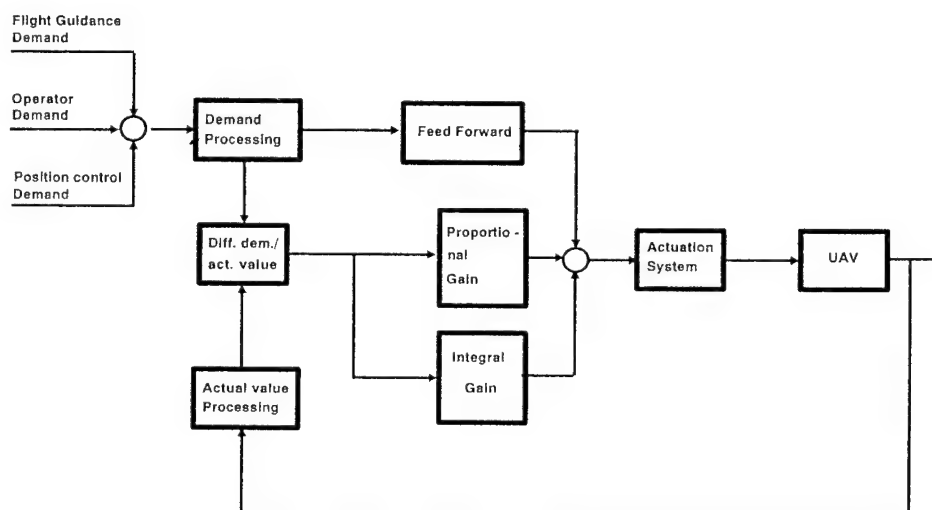 Flight Guidance
Demand
Operator
Demand
Position control
Demand
Demand
Processing
Feed Forward
Diff. dem./
act. value
Proportio -
nal
Gain
Actuation
System
UAV
Integral
Gain
Actual value
Processing